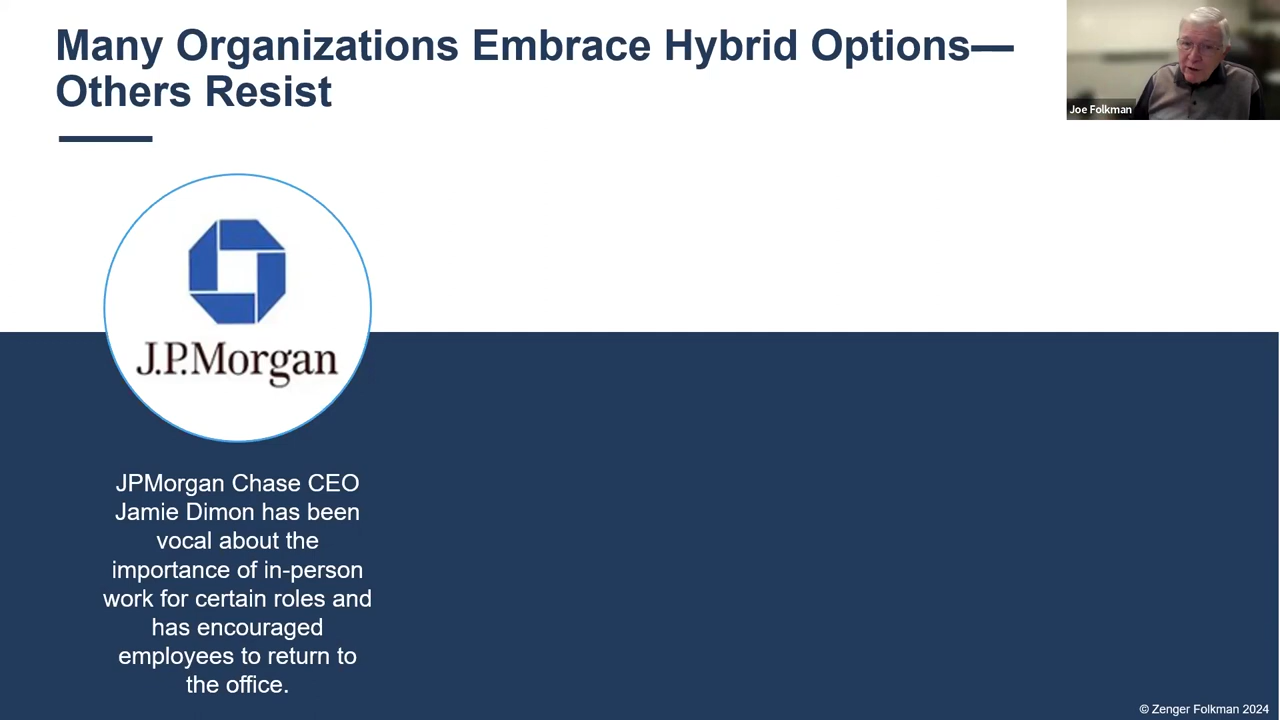 Many Organizations Embrace Hybrid Options—
Others Resist
Joe Folkman
J.P.Morgan
JPMorgan Chase CEO
Jamie Dimon has been
vocal about the
importance of in-person
work for certain roles and
has encouraged
employees to return to
the office.
© Zenger Folkman 2024